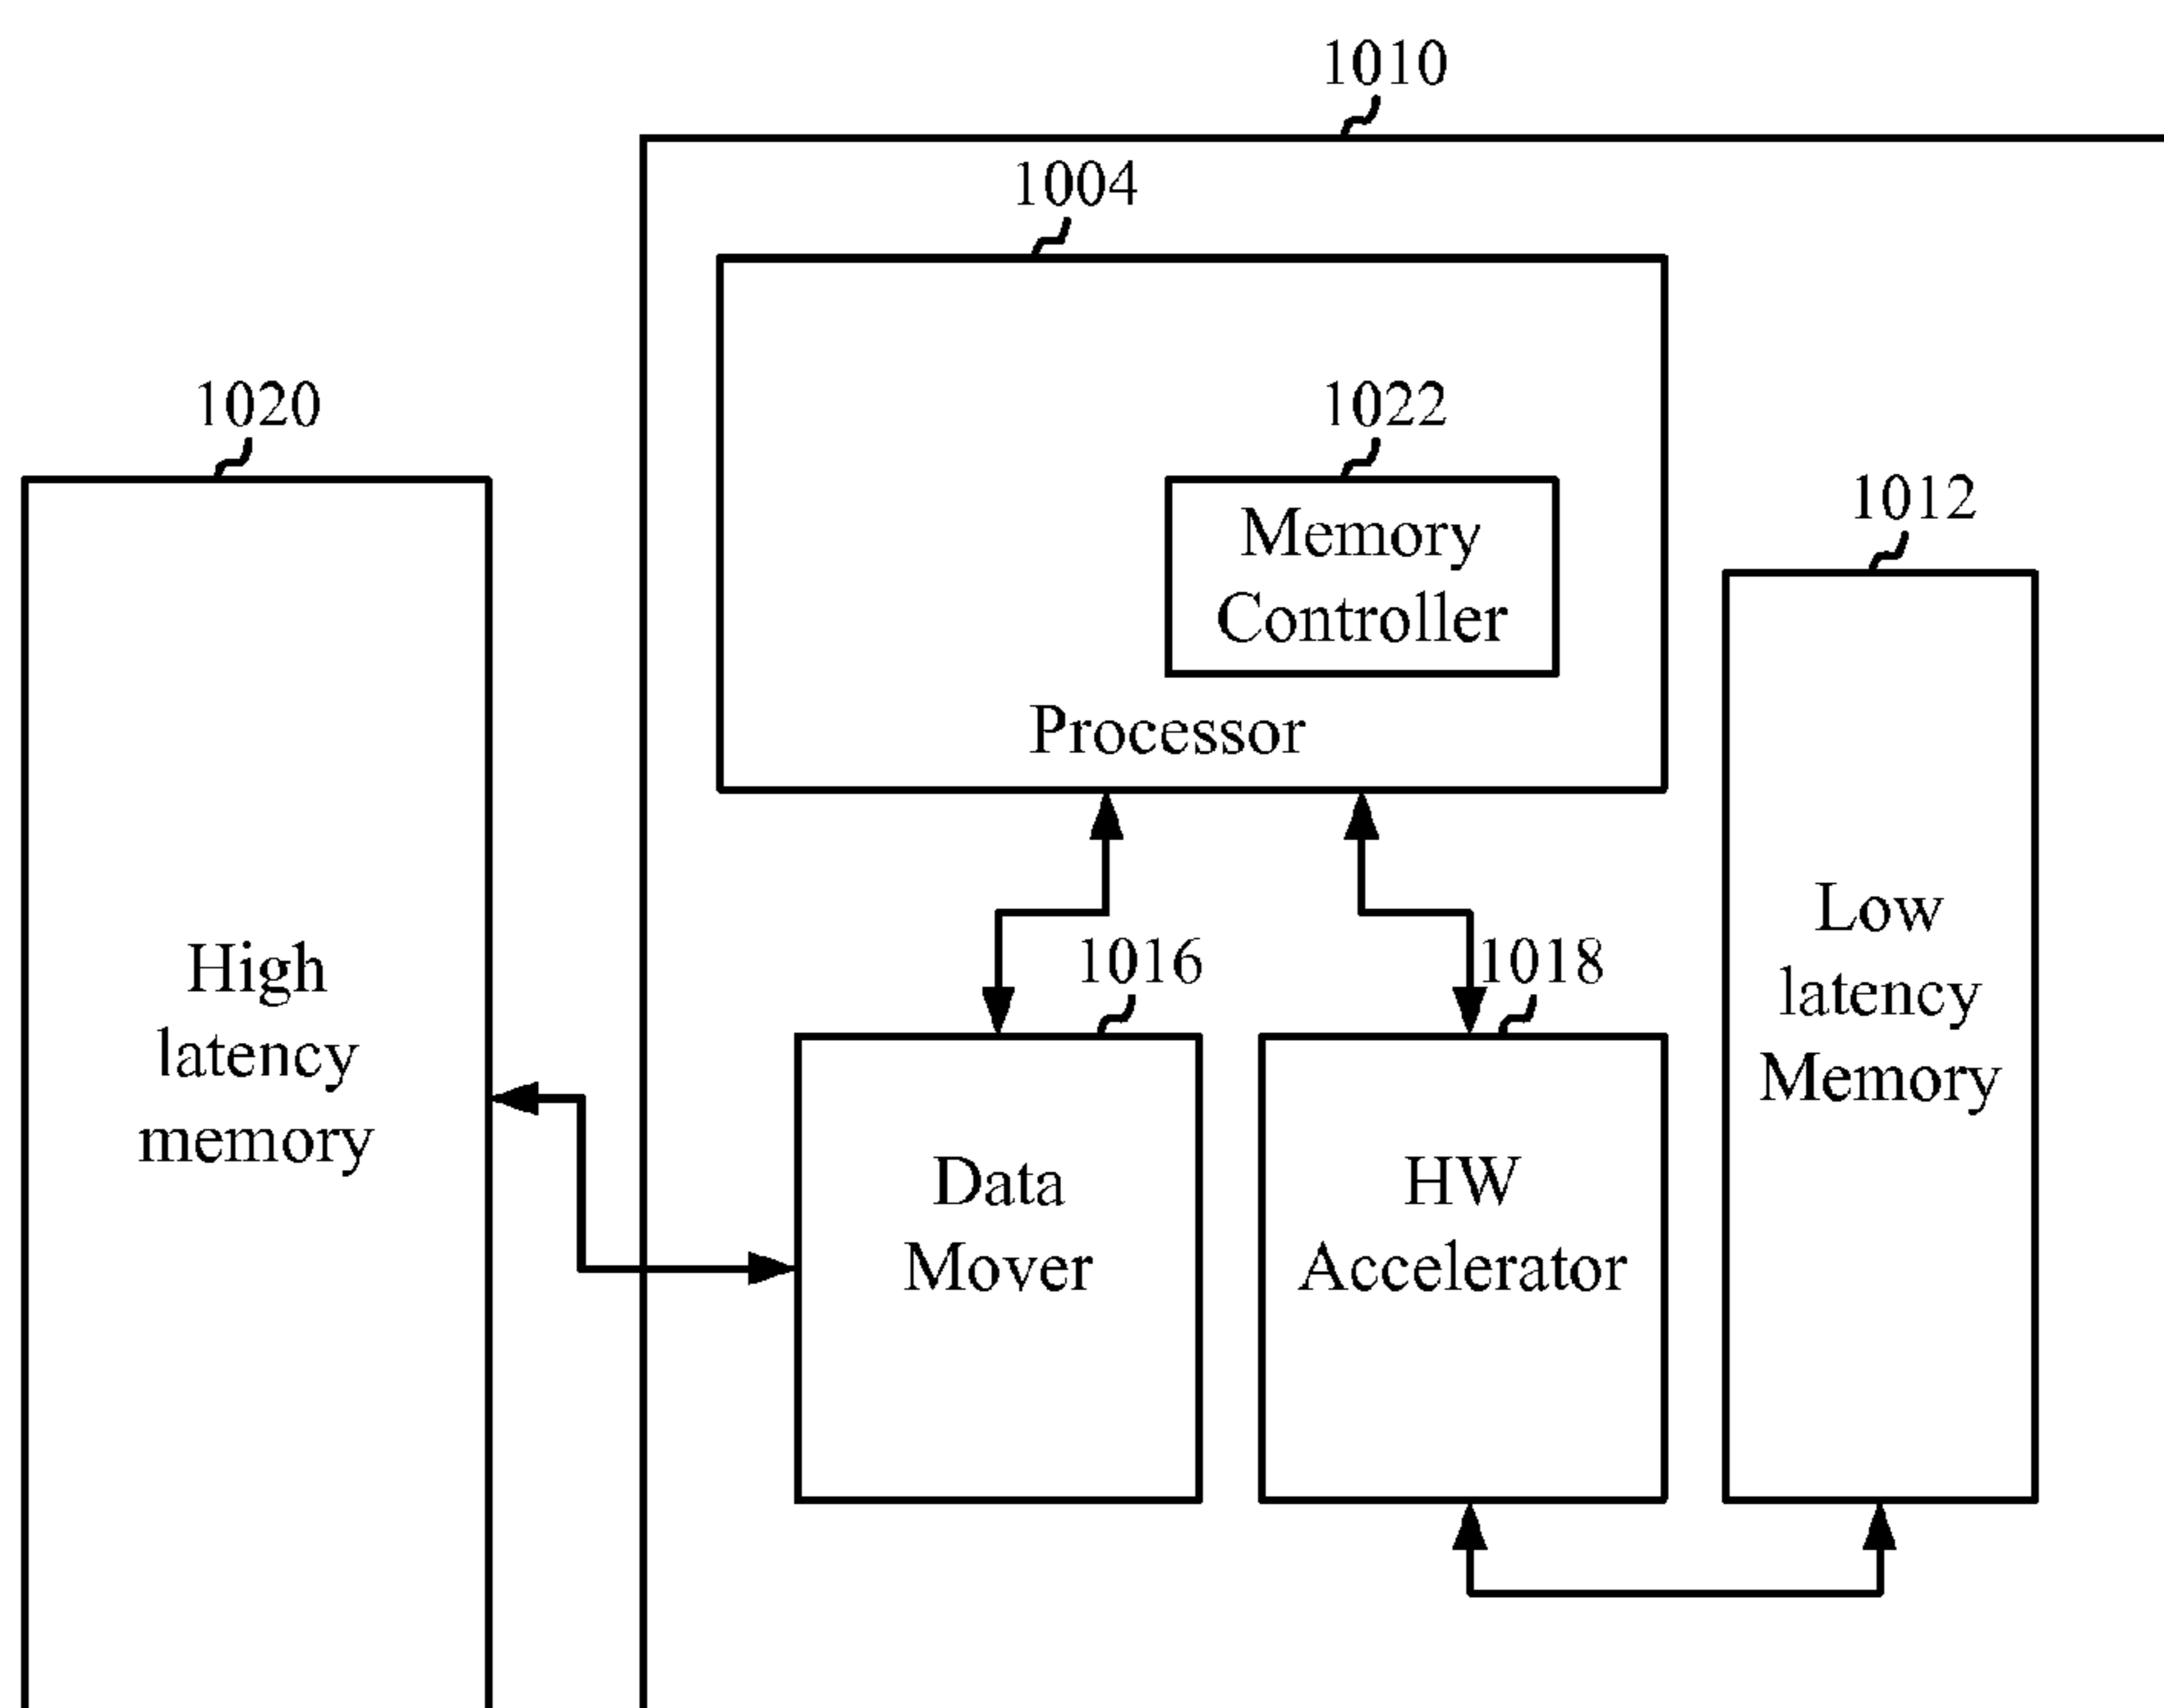 1010
1004
1020
1022
1012
Memory
Controller
Processor
Low
latency
Memory
1016
1018
High
latency
memory
Data
Mover
HW
Accelerator